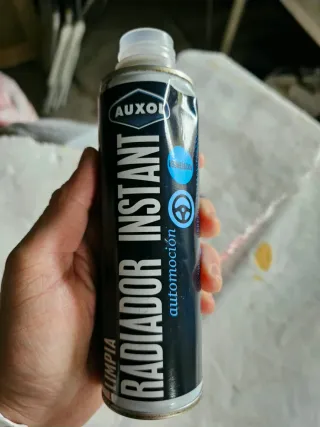 AUXOL
LIMPIA
RADIADOR INSTANT
automoción